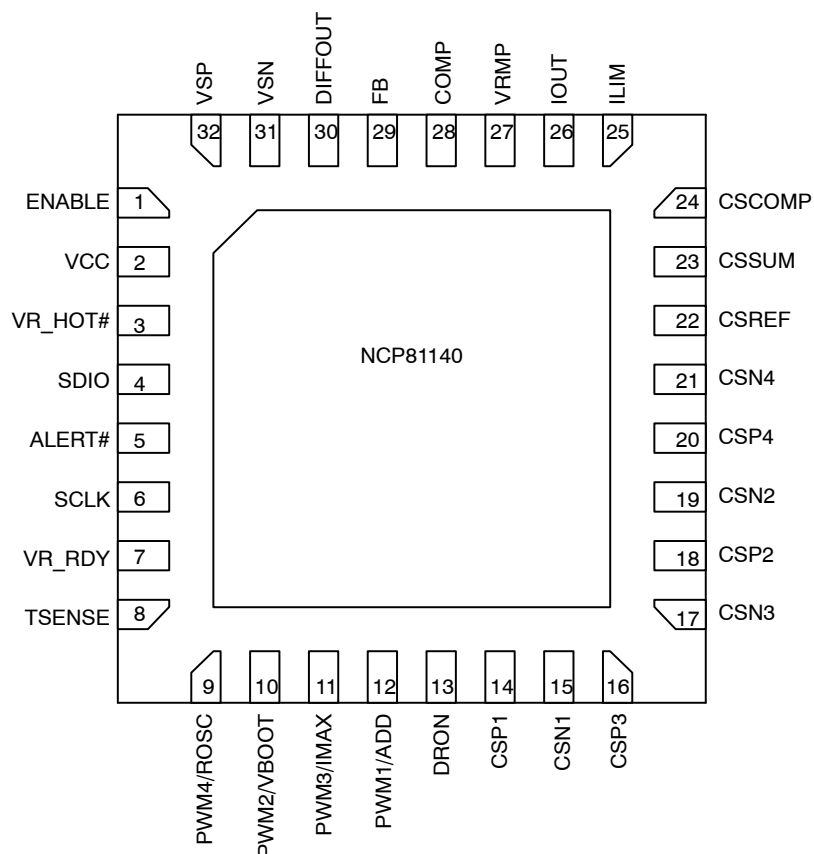 VSP
VSN
DIFFOUT
FB
COMP
VRMP
IOUT
ILIM
32
31
30
29
28
27
26
25
ENABLE 1
VCC 2
VR_HOT# 3
SDIO 4
ALERT# 5
SCLK 6
VR_RDY 7
TSENSE 8
NCP81140
24 CSCOMP
23 CSSUM
22 CSREF
21 CSN4
20 CSP4
19 CSN2
18 CSP2
17 CSN3
9
10
11
12
13
14
15
16
PWM4/ROSC
PWM2/VBOOT
PWM3/IMAX
PWM1/ADD
DRON
CSP1
CSN1
CSP3